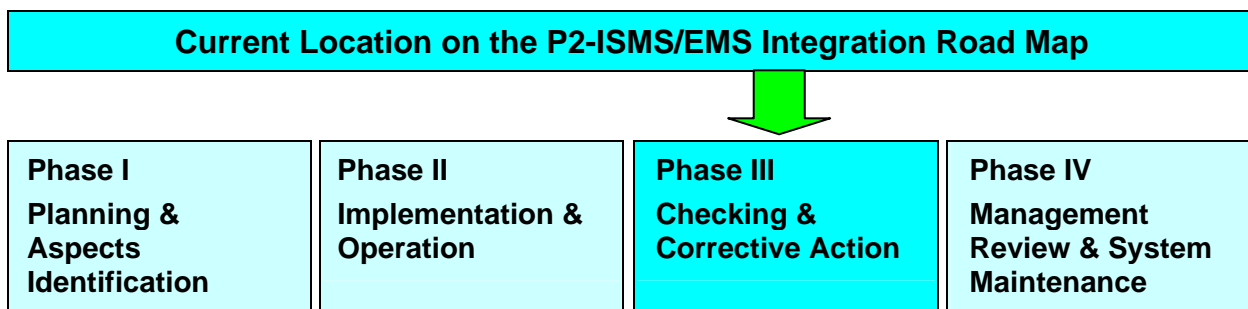 Current Location on the P2-ISMS/EMS Integration Road Map
Phase I
Planning &
Aspects
Identification
Phase II
Implementation &
Operation
Phase III
Checking &
Corrective Action
Phase IV
Management
Review & System
Maintenance